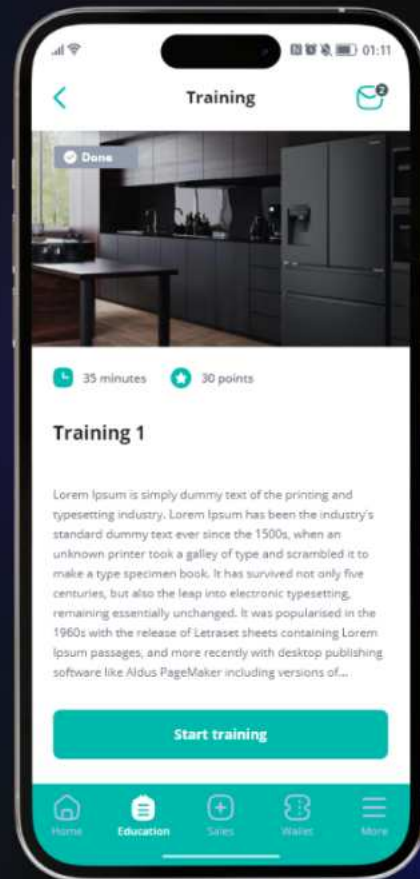 01:11
Training
2
Done
35 minutes
30 points
Training 1
Lorem Ipsum is simply dummy text of the printing and
typesetting industry. Lorem Ipsum has been the industry's
standard dummy text ever since the 1500s, when an
unknown printer took a galley of type and scrambled it to
make a type specimen book. It has survived not only five
centuries, but also the leap into electronic typesetting,
remaining essentially unchanged. It was popularised in the
1960s with the release of Letraset sheets containing Lorem
Ipsum passages, and more recently with desktop publishing
software like Aldus PageMaker including versions of...
Start training
Home Education Sales Wallet More